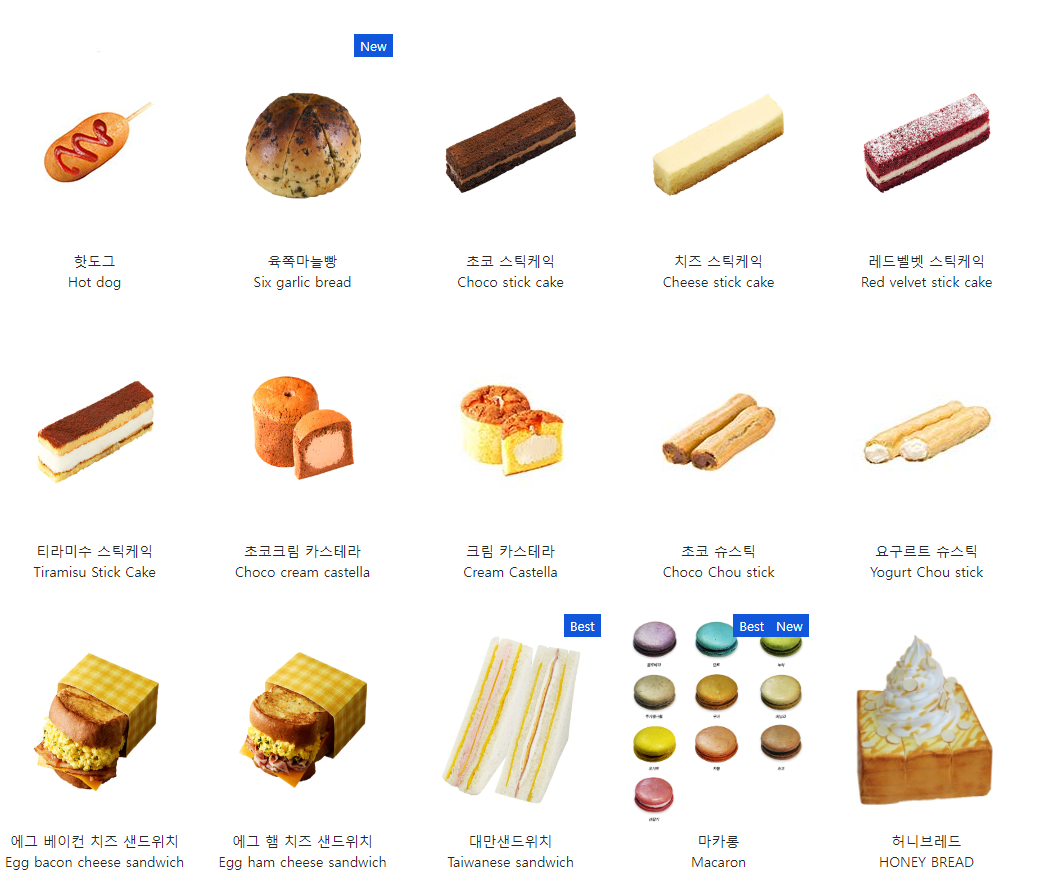 New
핫도그
Hot dog
육쪽마늘빵
Six garlic bread
초코 스틱케익
Choco stick cake
치즈 스틱케익
Cheese stick cake
레드벨벳 스틱케익
Red velvet stick cake
티라미수 스틱케익
Tiramisu Stick Cake
초코크림 카스테라
Choco cream castella
크림 카스테라
Cream Castella
초코 슈스틱
Choco Chou stick
요구르트 슈스틱
Yogurt Chou stick
Best
Best New
에그 베이컨 치즈 샌드위치
Egg bacon cheese sandwich
에그 햄 치즈 샌드위치
Egg ham cheese sandwich
대만샌드위치
Taiwanese sandwich
마카롱
Macaron
허니브레드
HONEY BREAD